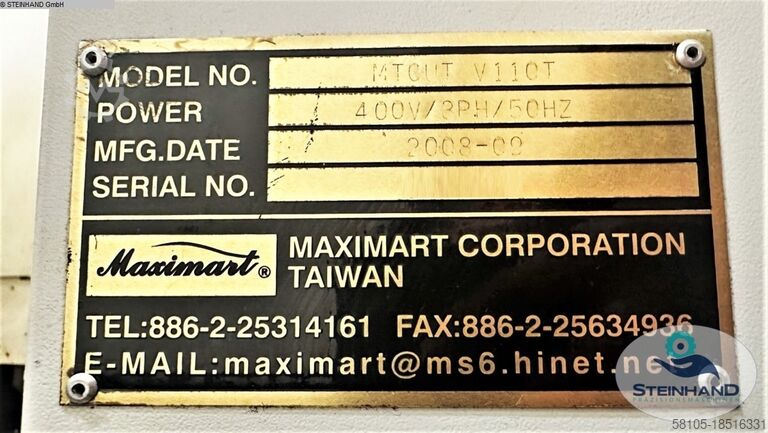 © STEINHAND GmbH
MODEL NO. MTCUT V110T
POWER 400V/3PH/50HZ
MFG.DATE 2008-09
SERIAL NO.
Maximart®
MAXIMART CORPORATION
TAIWAN
TEL:886-2-25314161 FAX:886-2-25634936
E-MAIL:maximart@ms6.hinet.net
STEINHAND
PRÄZISIONSMASCHINEN
58105-18516331